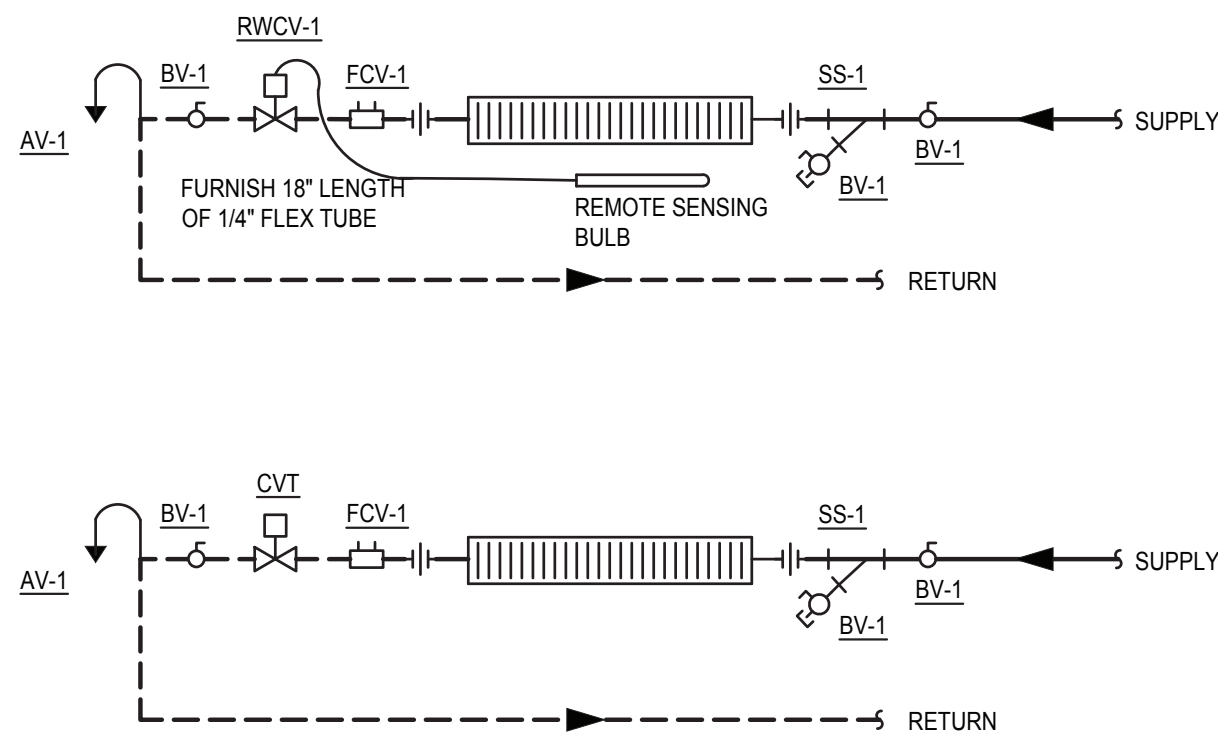 RWCV-1
BV-1
FCV-1
SS-1
AV-1
SUPPLY
BV-1
BV-1
FURNISH 18" LENGTH
OF 1/4" FLEX TUBE
REMOTE SENSING
BULB
RETURN
CVT
BV-1
FCV-1
SS-1
AV-1
SUPPLY
BV-1
BV-1
RETURN